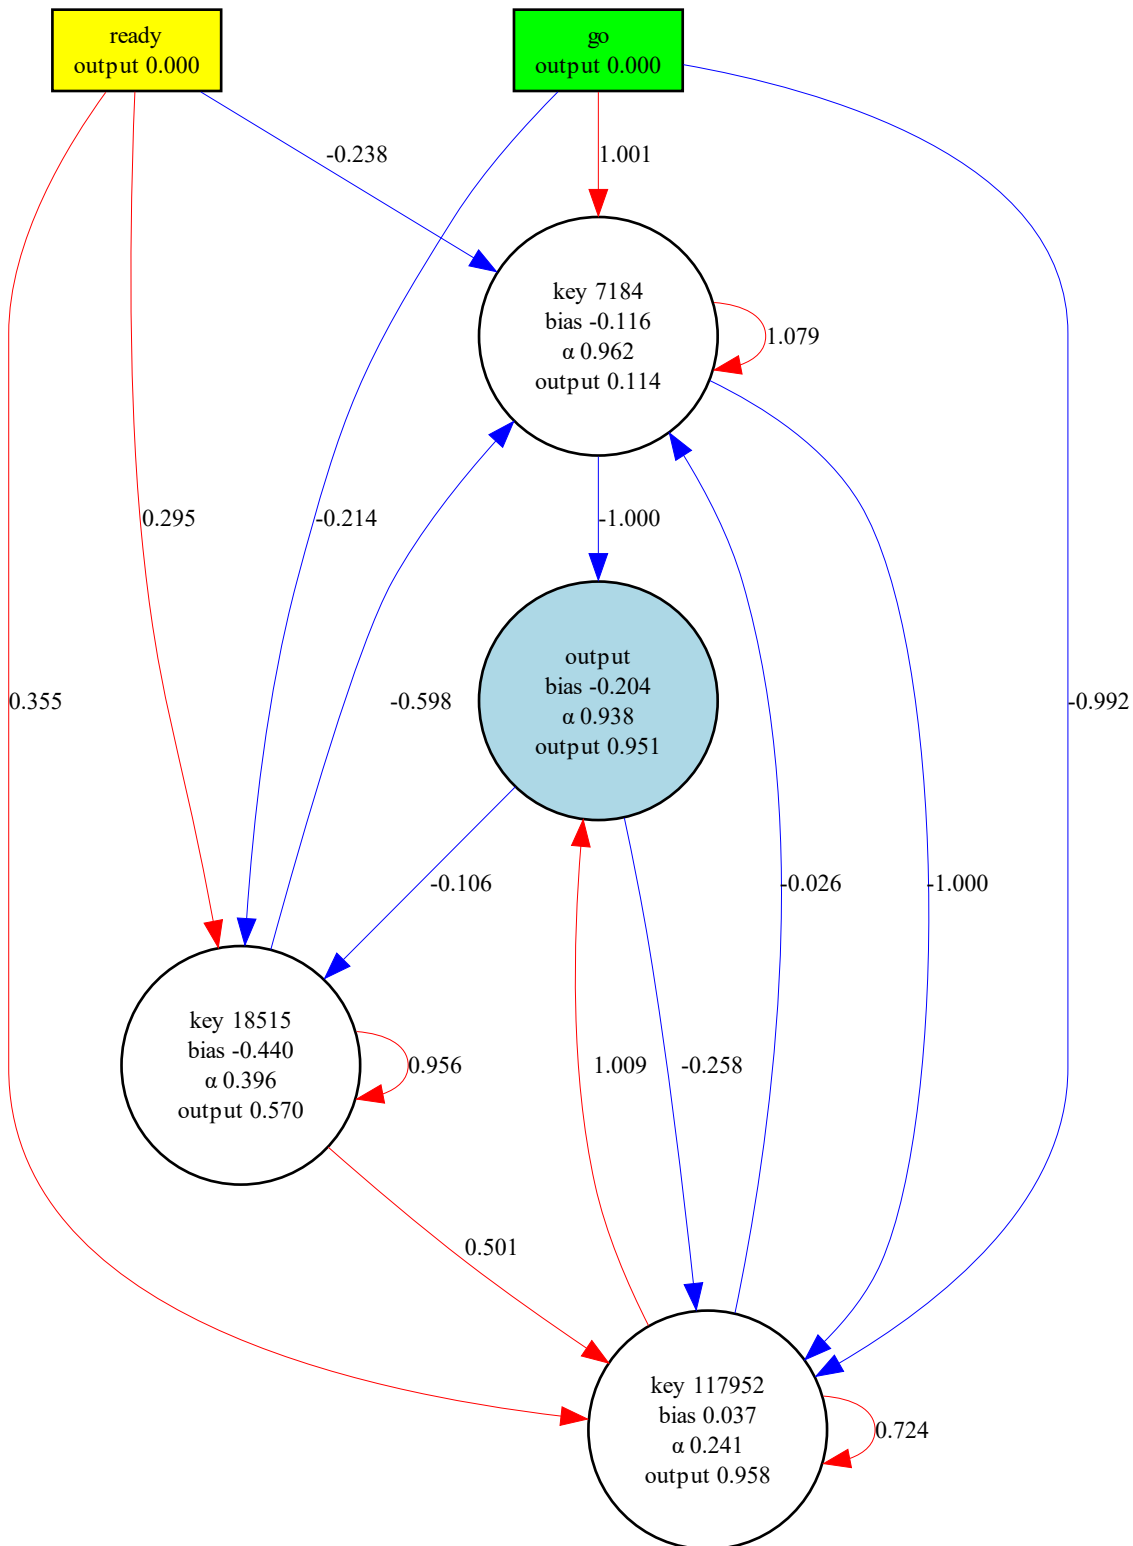 ready
output 0.000
go
output 0.000
-0.238
1.001
key 7184
bias -0.116
α 0.962
output 0.114
1.079
0.295
-0.214
-1.000
output
bias -0.204
α 0.938
output 0.951
0.355
-0.598
-0.992
-0.106
-0.026
-1.000
key 18515
bias -0.440
α 0.396
output 0.570
0.956
1.009
-0.258
0.501
key 117952
bias 0.037
α 0.241
output 0.958
0.724